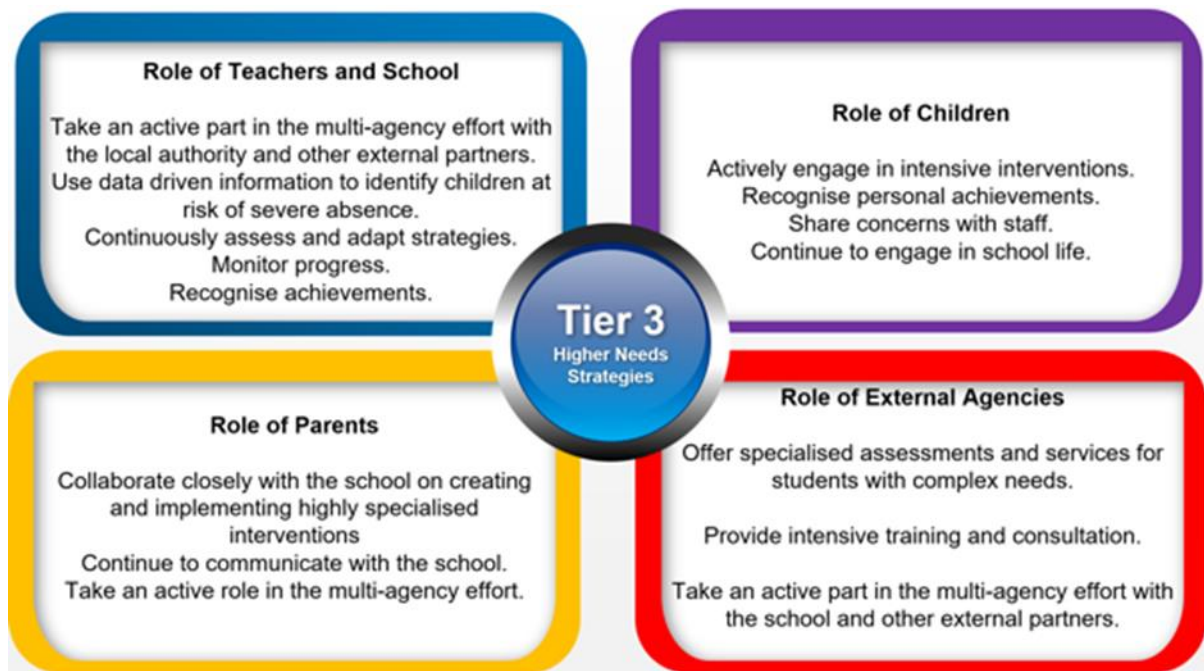 Role of Teachers and School
Take an active part in the multi-agency effort with
the local authority and other external partners.
Use data driven information to identify children at
risk of severe absence.
Continuously assess and adapt strategies.
Monitor progress.
Recognise achievements.
Role of Children
Actively engage in intensive interventions.
Recognise personal achievements.
Share concerns with staff.
Continue to engage in school life.
Tier 3
Higher Needs
Strategies
Role of Parents
Collaborate closely with the school on creating
and implementing highly specialised
interventions
Continue to communicate with the school.
Take an active role in the multi-agency effort.
Role of External Agencies
Offer specialised assessments and services for
students with complex needs.
Provide intensive training and consultation.
Take an active part in the multi-agency effort with
the school and other external partners.